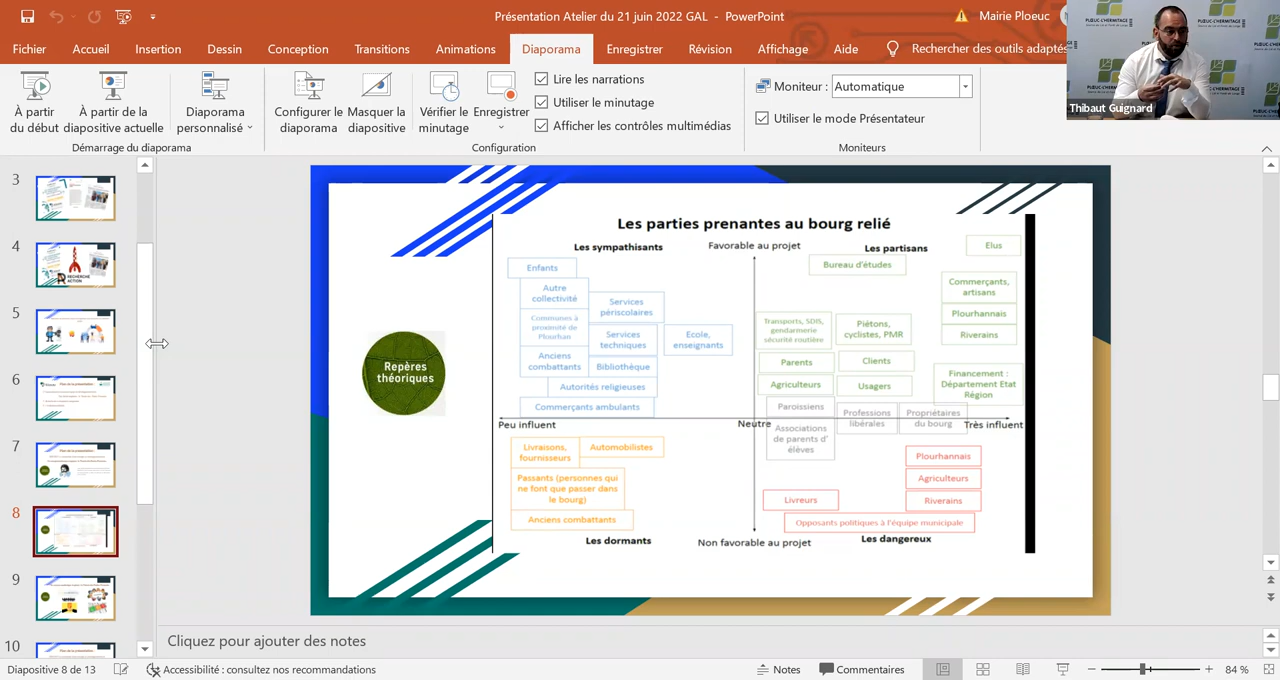 Présentation Atelier du 21 juin 2022 GAL - PowerPoint
Mairie Ploeuc
Fichier Accueil Insertion Dessin Conception Transitions Animations Diaporama Enregistrer Révision Affichage Aide Rechercher des outils adaptés
À partir du début
À partir de la diapositive actuelle
Diaporama personnalisé
Configurer le diaporama
Masquer la diapositive
Vérifier le minutage
Enregistrer
Lire les narrations
Utiliser le minutage
Afficher les contrôles multimédias
Moniteur : Automatique
Utiliser le mode Présentateur
Démarrage du diaporama
Configuration
Moniteurs
Thibaut Guignard
3
4
5
6
7
8
9
10
Repères
théoriques
Les parties prenantes au bourg relié
Les sympathisants
Favorable au projet
Les partisans
Elus
Enfants
Bureau d'études
Autre
collectivité
Services
périscolaires
Commerçants,
artisans
Communes à
proximité de
Plourhan
Services
techniques
Ecole,
enseignants
Transports, SDIS,
gendarmerie
sécurité routière
Piétons,
cyclistes, PMR
Plourhannais
Riverains
Anciens
combattants
Bibliothèque
Parents
Clients
Autorités religieuses
Agriculteurs
Usagers
Financement :
Département Etat
Région
Commerçants ambulants
Paroissiens
Professions
libérales
Propriétaires
du bourg
Peu influent
Neutre
Très influent
Associations
de parents d'
élèves
Livraisons,
fournisseurs
Automobilistes
Passants (personnes qui
ne font que passer dans
le bourg)
Anciens combattants
Plourhannais
Agriculteurs
Livreurs
Riverains
Opposants politiques à l'équipe municipale
Les dormants
Non favorable au projet
Les dangereux
Cliquez pour ajouter des notes
Diapositive 8 de 13
Accessibilité : consultez nos recommandations
Notes
Commentaires
84 %